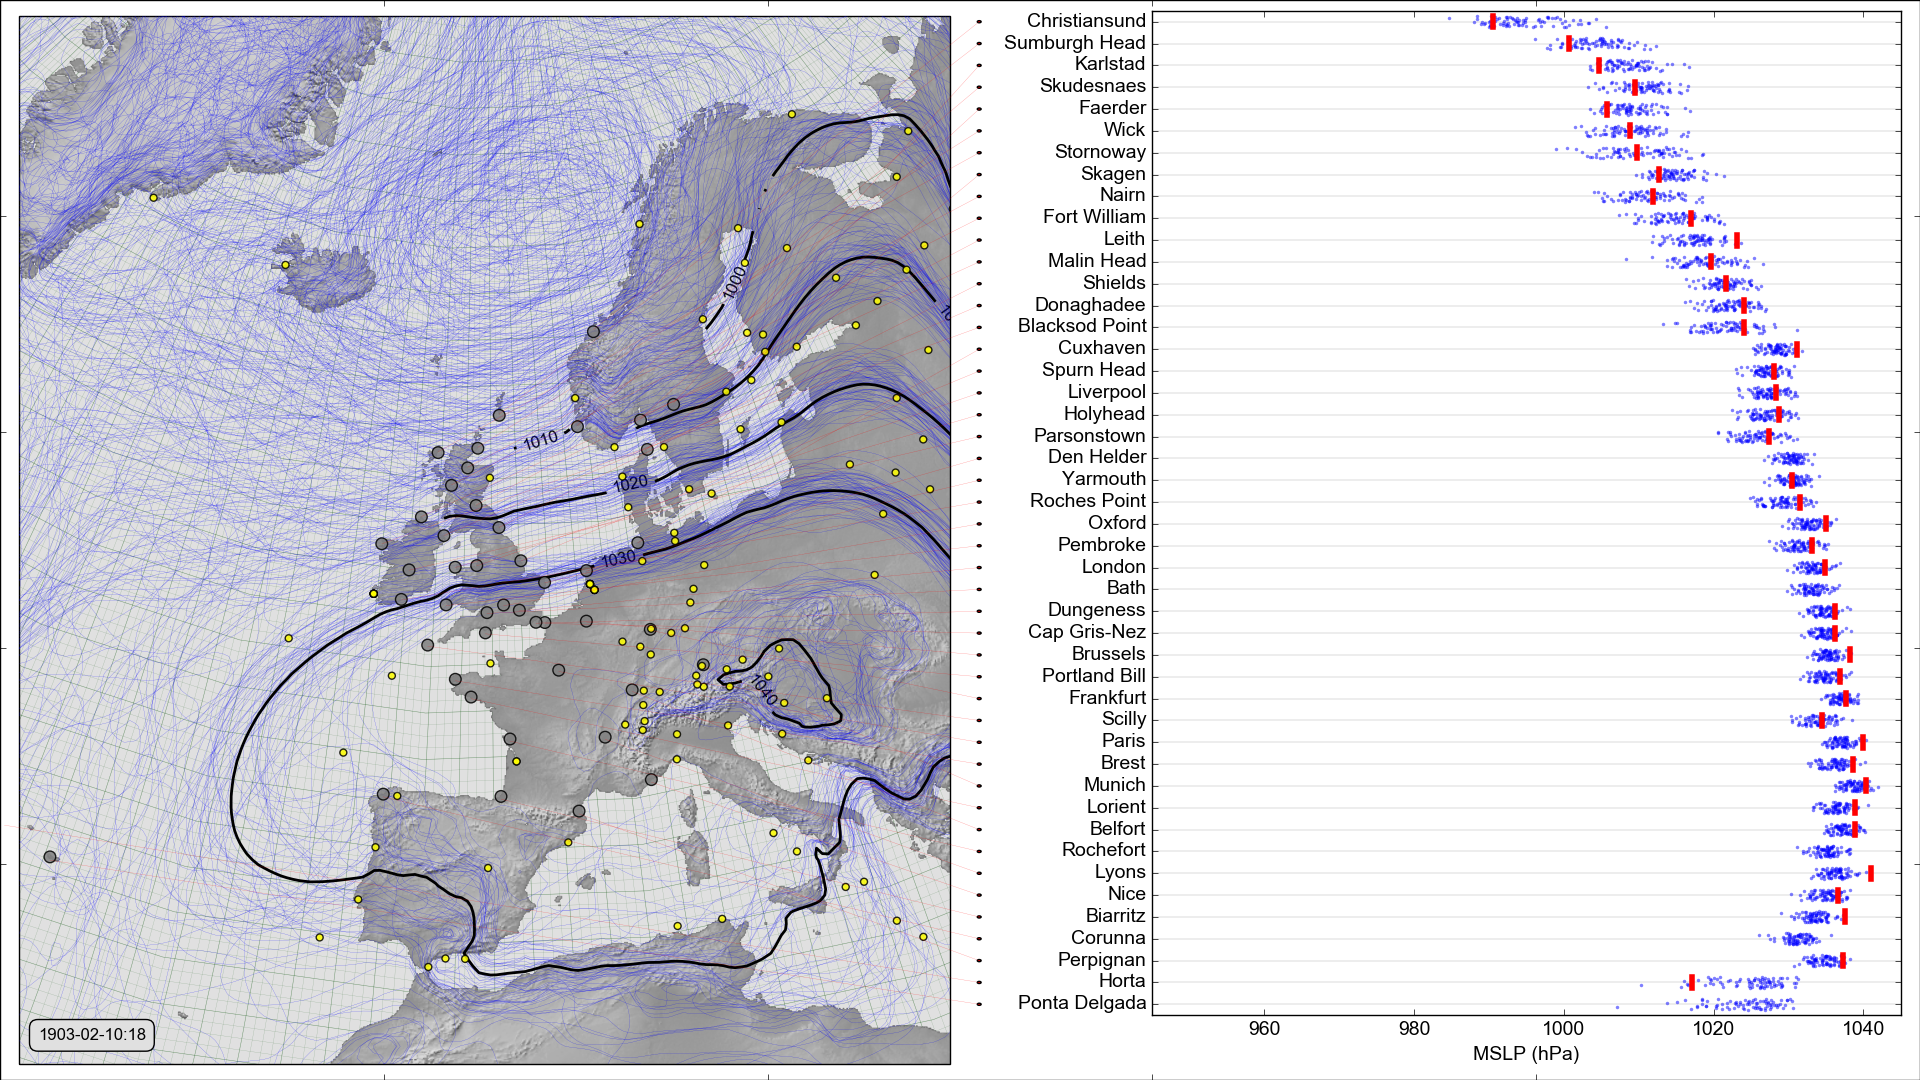 1000
10
1010
1020
1030
1040
1903-02-10:18
Christiansund
Sumburgh Head
Karlstad
Skudesnaes
Faerder
Wick
Stornoway
Skagen
Nairn
Fort William
Leith
Malin Head
Shields
Donaghadee
Blacksod Point
Cuxhaven
Spurn Head
Liverpool
Holyhead
Parsonstown
Den Helder
Yarmouth
Roches Point
Oxford
Pembroke
London
Bath
Dungeness
Cap Gris-Nez
Brussels
Portland Bill
Frankfurt
Scilly
Paris
Brest
Munich
Lorient
Belfort
Rochefort
Lyons
Nice
Biarritz
Corunna
Perpignan
Horta
Ponta Delgada
960 980 1000 1020 1040
MSLP (hPa)